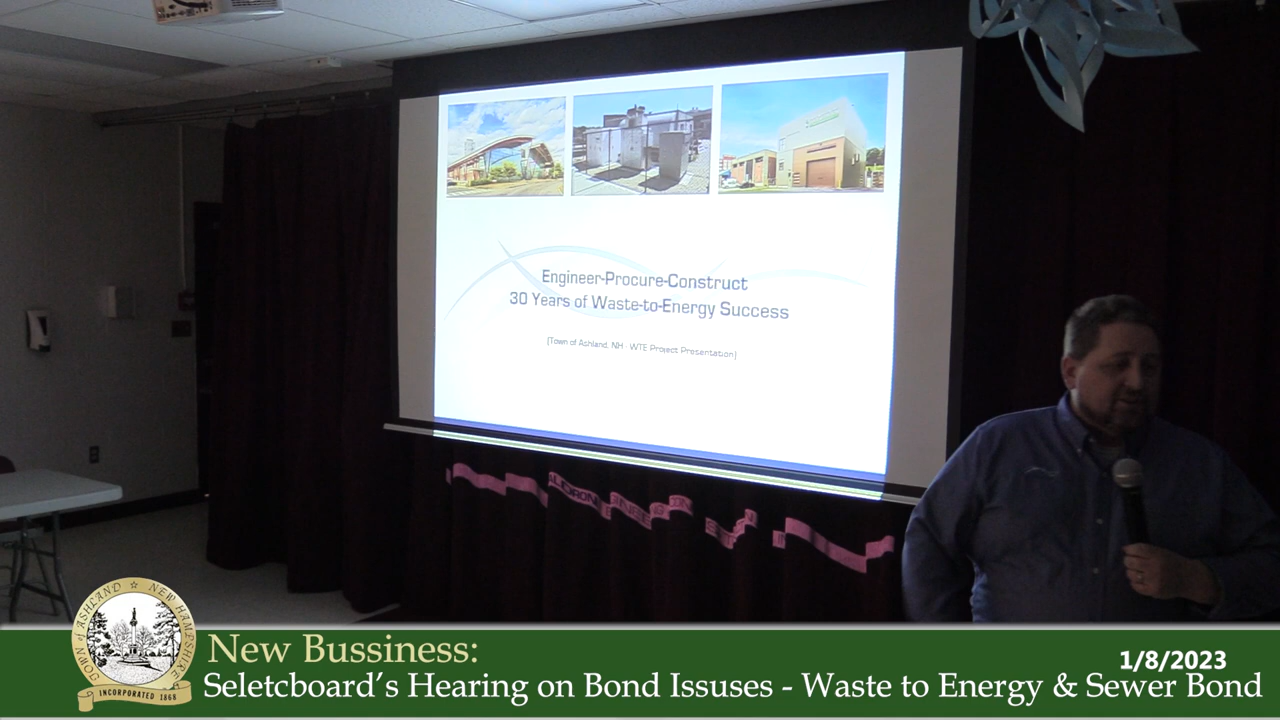 Engineer-Procure-Construct
30 Years of Waste-to-Energy Success
[Town of Ashland, NH - WTE Project Presentation]
TOWN of ASHLAND ☆ NEW HAMPSHIRE
INCORPORATED 1868
New Bussiness:
1/8/2023
Seletcboard's Hearing on Bond Issuses - Waste to Energy & Sewer Bond